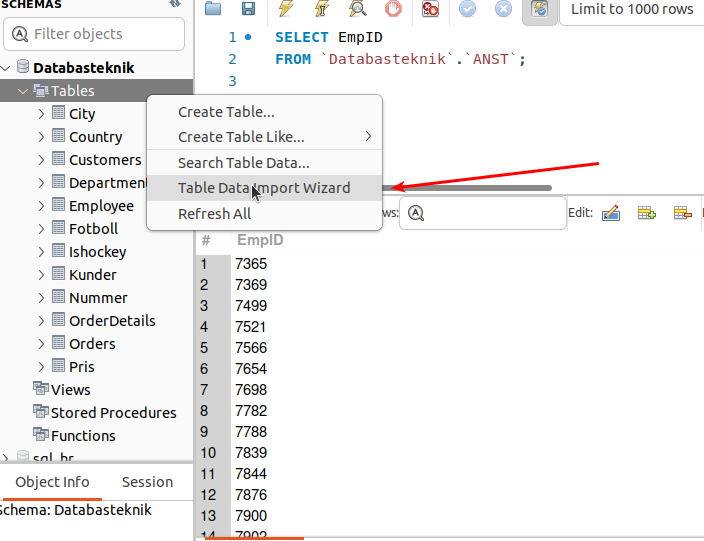 SCHEMAS
Filter objects
Databasteknik
Tables
City
Country
Customers
Department
Employee
Fotboll
Ishockey
Kunder
Nummer
OrderDetails
Orders
Pris
Views
Stored Procedures
Functions
sql_hr
Object Info Session
Schema: Databasteknik
Limit to 1000 rows
1 SELECT EmpID
2 FROM `Databasteknik`.`ANST`;
3
Create Table...
Create Table Like...
Search Table Data...
Table Data Import Wizard
Refresh All
ws: Edit:
# EmpID
1 7365
2 7369
3 7499
4 7521
5 7566
6 7654
7 7698
8 7782
9 7788
10 7839
11 7844
12 7876
13 7900
14 7902